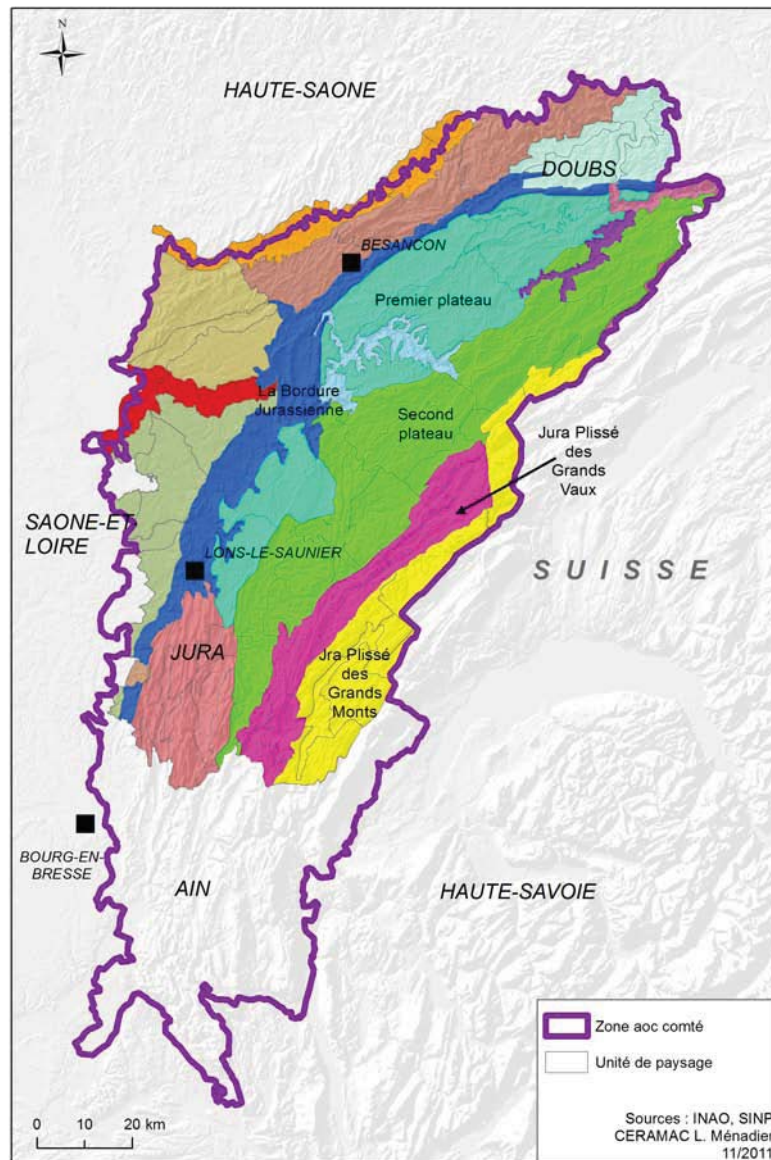 N
HAUTE-SAONE
DOUBS
BESANCON
Premier plateau
La Bordure
Jurassienne
Second
plateau
Jura Plissé
des
Grands
Vaux
SAONE-ET-
LOIRE
LONS-LE-SAUNIER
SUISSE
JURA
Jra Plissé
des
Grands
Monts
BOURG-EN-
BRESSE
AIN
HAUTE-SAVOIE
Zone aoc comté
Unité de paysage
0 10 20 km
Sources : INAO, SINP
CERAMAC L. Ménadier
11/2011